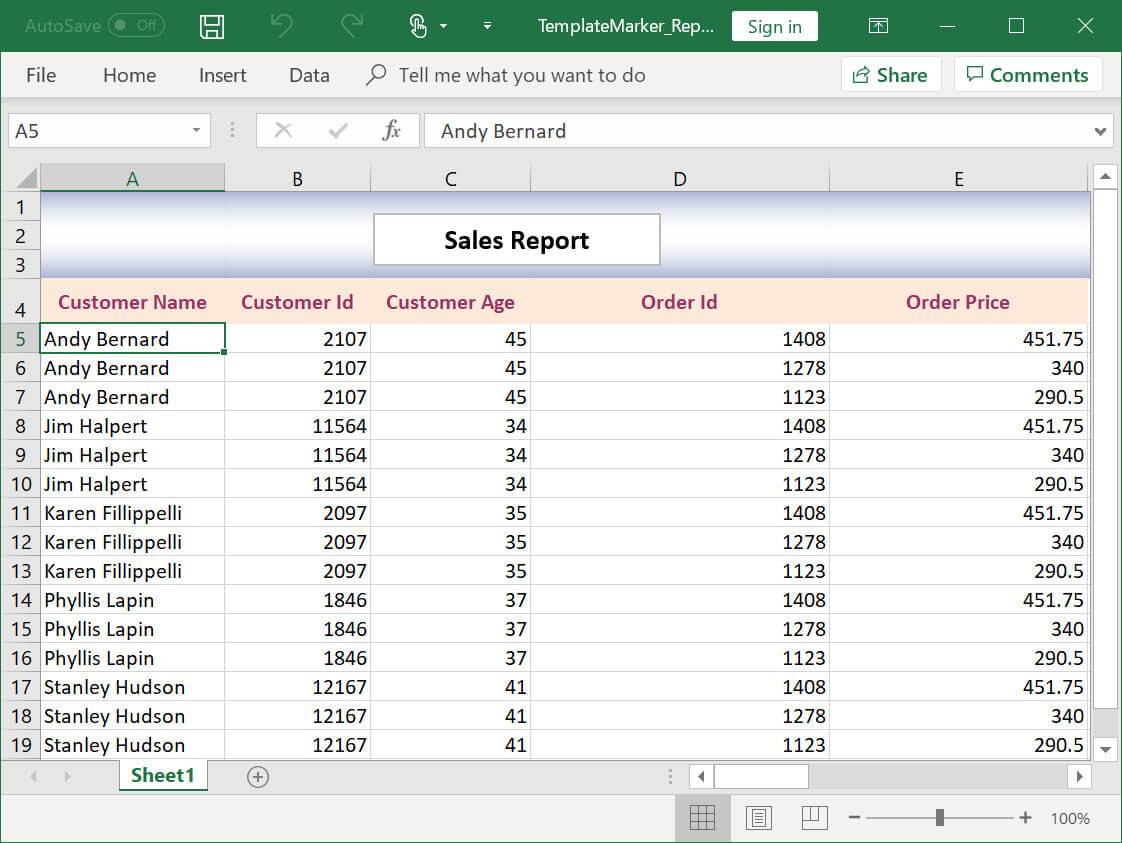 AutoSave Off TemplateMarker_Rep... Sign in
File Home Insert Data Tell me what you want to do Share Comments
A5 fx Andy Bernard
A B C D E
1
2 Sales Report
3
4 Customer Name Customer Id Customer Age Order Id Order Price
5 Andy Bernard 2107 45 1408 451.75
6 Andy Bernard 2107 45 1278 340
7 Andy Bernard 2107 45 1123 290.5
8 Jim Halpert 11564 34 1408 451.75
9 Jim Halpert 11564 34 1278 340
10 Jim Halpert 11564 34 1123 290.5
11 Karen Fillippelli 2097 35 1408 451.75
12 Karen Fillippelli 2097 35 1278 340
13 Karen Fillippelli 2097 35 1123 290.5
14 Phyllis Lapin 1846 37 1408 451.75
15 Phyllis Lapin 1846 37 1278 340
16 Phyllis Lapin 1846 37 1123 290.5
17 Stanley Hudson 12167 41 1408 451.75
18 Stanley Hudson 12167 41 1278 340
19 Stanley Hudson 12167 41 1123 290.5
Sheet1
100%